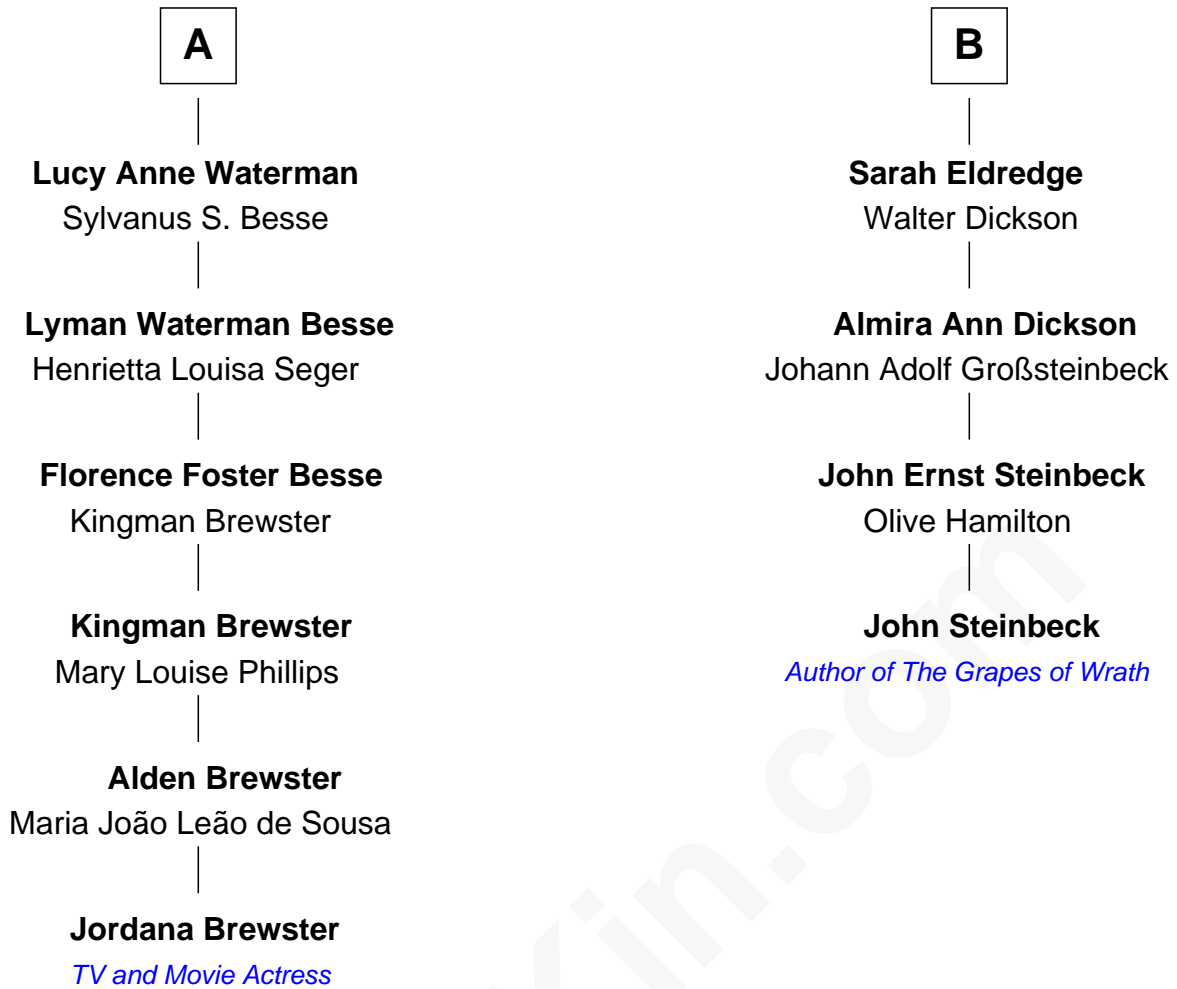 A
Lucy Anne Waterman
Sylvanus S. Besse
Lyman Waterman Besse
Henrietta Louisa Seger
Florence Foster Besse
Kingman Brewster
Kingman Brewster
Mary Louise Phillips
Alden Brewster
Maria João Leão de Sousa
Jordana Brewster
TV and Movie Actress
B
Sarah Eldredge
Walter Dickson
Almira Ann Dickson
Johann Adolf Großsteinbeck
John Ernst Steinbeck
Olive Hamilton
John Steinbeck
Author of The Grapes of Wrath